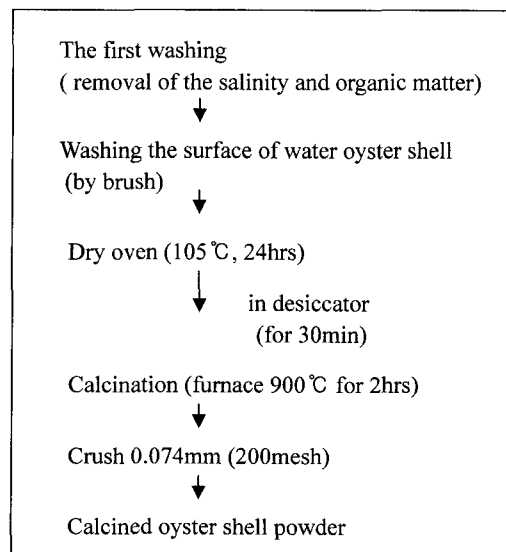 The first washing
( removal of the salinity and organic matter)
Washing the surface of water oyster shell
(by brush)
Dry oven (105℃, 24hrs)
in desiccator
(for 30min)
Calcination (furnace 900℃ for 2hrs)
Crush 0.074mm (200mesh)
Calcined oyster shell powder